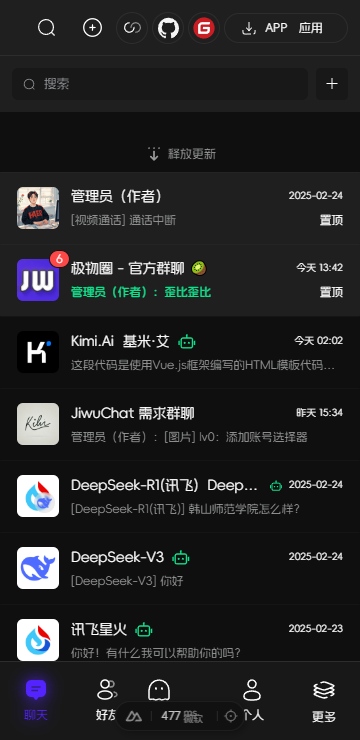 APP 应用
搜索
释放更新
管理员（作者） 2025-02-24
[视频通话] 通话中断 置顶
6
JW 极物圈 - 官方群聊 🥝 今天 13:42
管理员（作者）: 歪比歪比 置顶
Kimi.Ai 基米·艾 今天 02:02
这段代码是使用Vue.js框架编写的HTML模板代码...
JiwuChat 需求群聊 昨天 15:34
管理员（作者）: [图片] lv0：添加账号选择器
DeepSeek-R1(讯飞) Deep... 2025-02-24
[DeepSeek-R1(讯飞)] 韩山师范学院怎么样?
DeepSeek-V3 2025-02-24
[DeepSeek-V3] 你好
讯飞星火 2025-02-23
你好！有什么我可以帮助你的吗?
聊天 好友 477 个人 更多